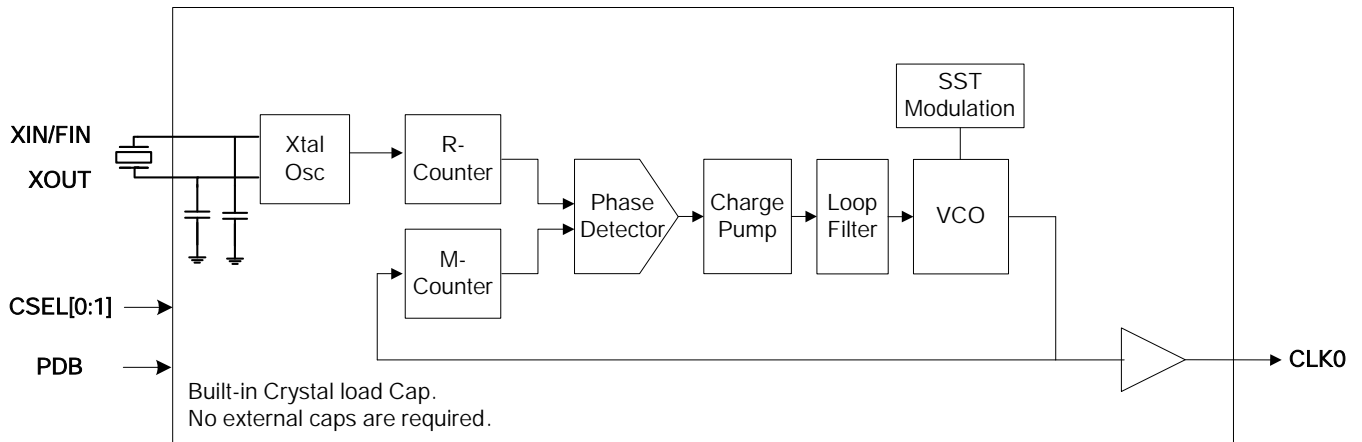 SST
Modulation
XIN/FIN
XOUT
Xtal
Osc
R-
Counter
Phase
Detector
Charge
Pump
Loop
Filter
VCO
M-
Counter
CSEL[0:1]
PDB
CLK0
Built-in Crystal load Cap.
No external caps are required.